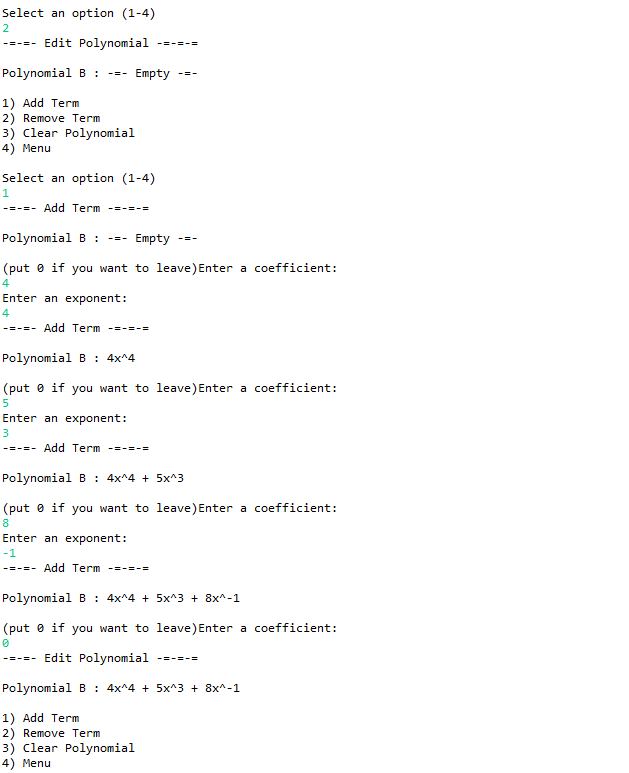 Select an option (1-4)
2
-=-=- Edit Polynomial -=-=-=
Polynomial B : -=- Empty -=-
1) Add Term
2) Remove Term
3) Clear Polynomial
4) Menu
Select an option (1-4)
1
-=-=- Add Term -=-=-=
Polynomial B : -=- Empty -=-
(put 0 if you want to leave)Enter a coefficient:
4
Enter an exponent:
4
-=-=- Add Term -=-=-=
Polynomial B : 4x^4
(put 0 if you want to leave)Enter a coefficient:
5
Enter an exponent:
3
-=-=- Add Term -=-=-=
Polynomial B : 4x^4 + 5x^3
(put 0 if you want to leave)Enter a coefficient:
8
Enter an exponent:
-1
-=-=- Add Term -=-=-=
Polynomial B : 4x^4 + 5x^3 + 8x^-1
(put 0 if you want to leave)Enter a coefficient:
0
-=-=- Edit Polynomial -=-=-=
Polynomial B : 4x^4 + 5x^3 + 8x^-1
1) Add Term
2) Remove Term
3) Clear Polynomial
4) Menu